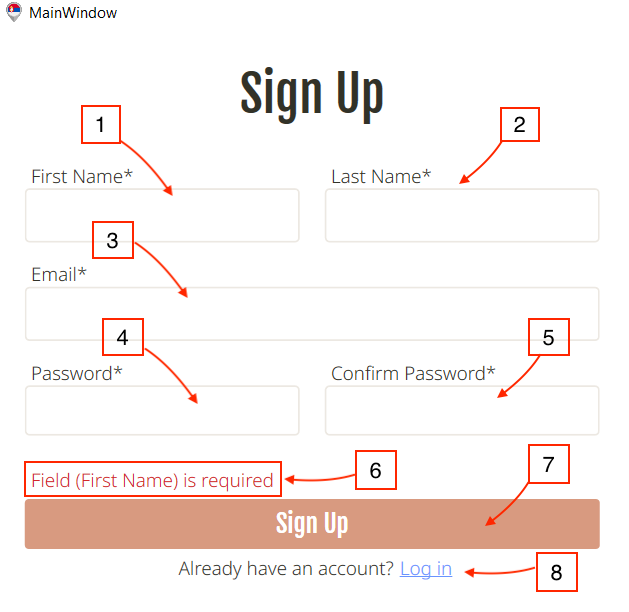 MainWindow
Sign Up
1
2
First Name*
Last Name*
3
Email*
4
5
Password*
Confirm Password*
6
7
Field (First Name) is required
Sign Up
Already have an account? Log in
8